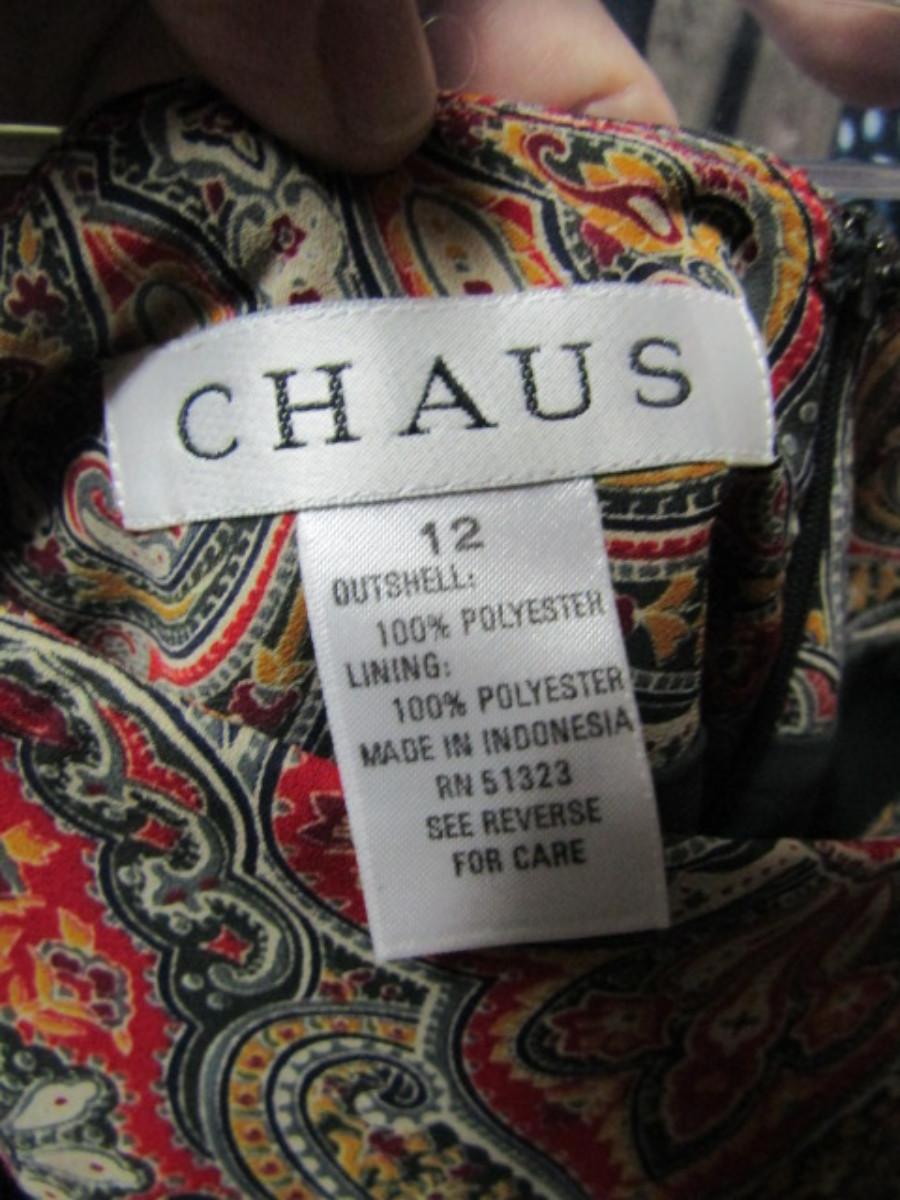 CHAUS
12
OUTSHELL:
100% POLYESTER
LINING:
100% POLYESTER
MADE IN INDONESIA
RN 51323
SEE REVERSE
FOR CARE